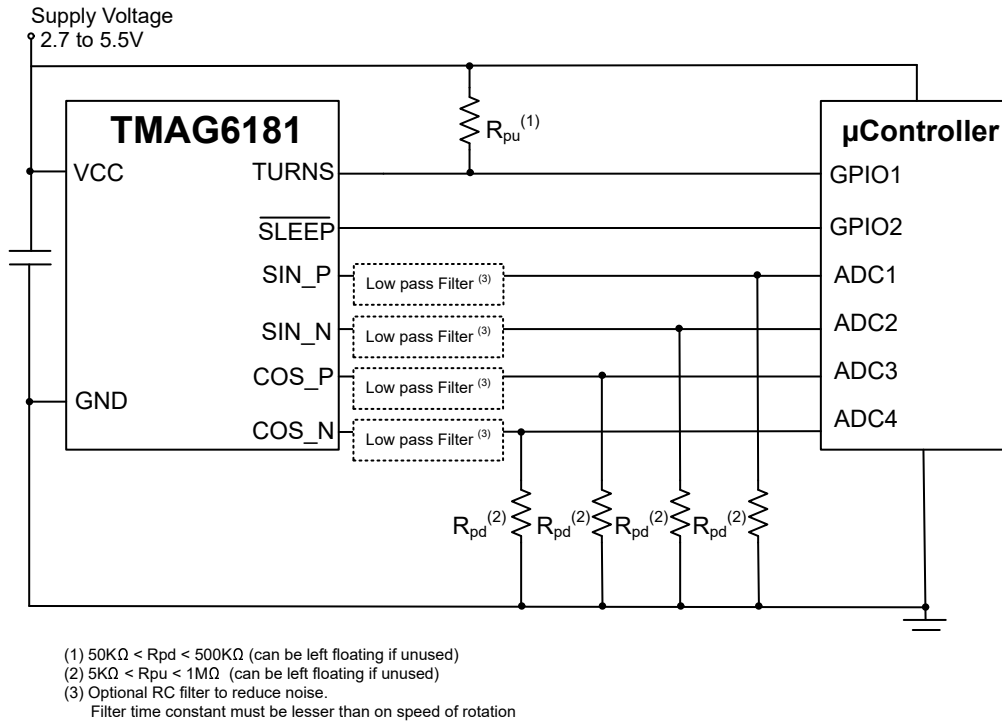 Supply Voltage
2.7 to 5.5V
TMAG6181
µController
R_pu(1)
VCC
TURNS
GPIO1
SLEEP
GPIO2
SIN_P
Low pass Filter (3)
ADC1
SIN_N
Low pass Filter (3)
ADC2
COS_P
Low pass Filter (3)
ADC3
GND
COS_N
Low pass Filter (3)
ADC4
Rpd(2)
Rpd(2)
Rpd(2)
Rpd(2)
(1) 50KΩ < Rpd < 500KΩ (can be left floating if unused)
(2) 5KΩ < Rpu < 1MΩ (can be left floating if unused)
(3) Optional RC filter to reduce noise.
Filter time constant must be lesser than on speed of rotation